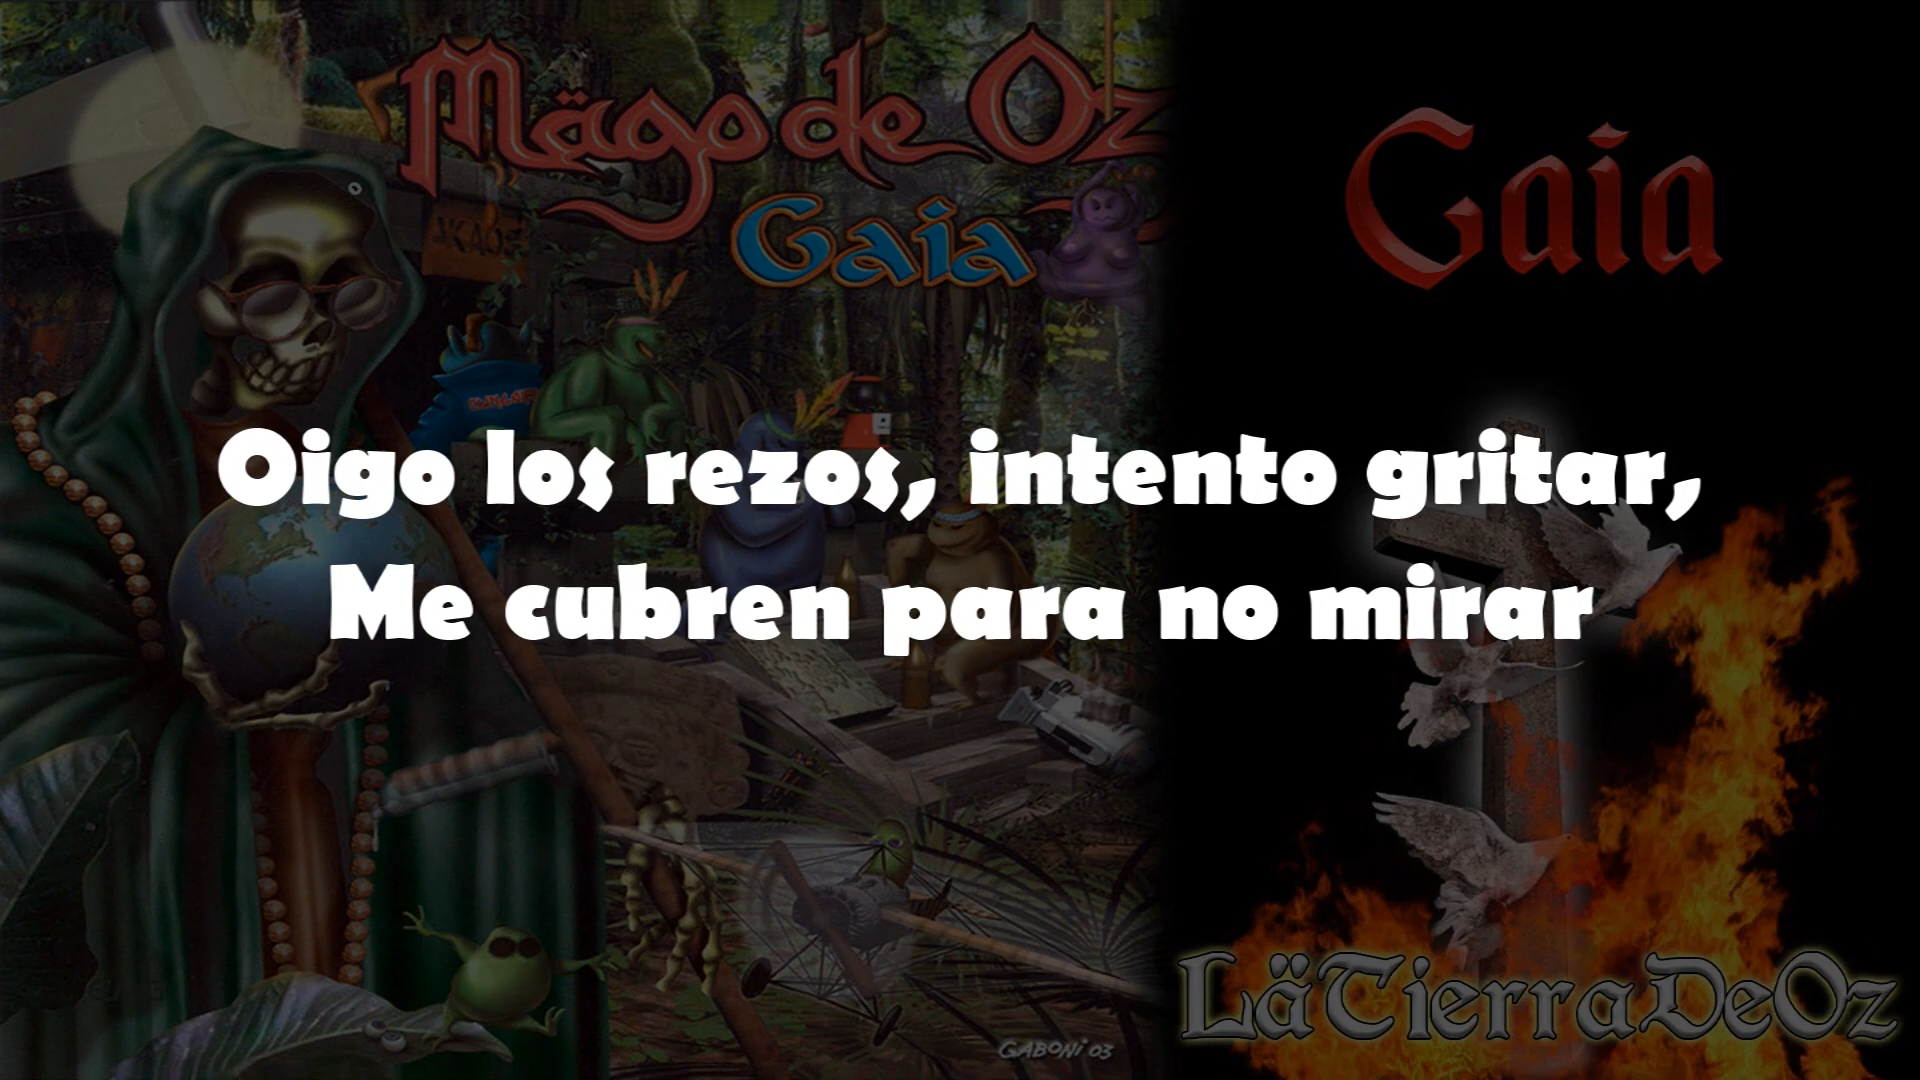 Mägo de Oz
Gaia
Gaia
Oigo los rezos, intento gritar,
Me cubren para no mirar
LäTierraDeOz
GABONI 03